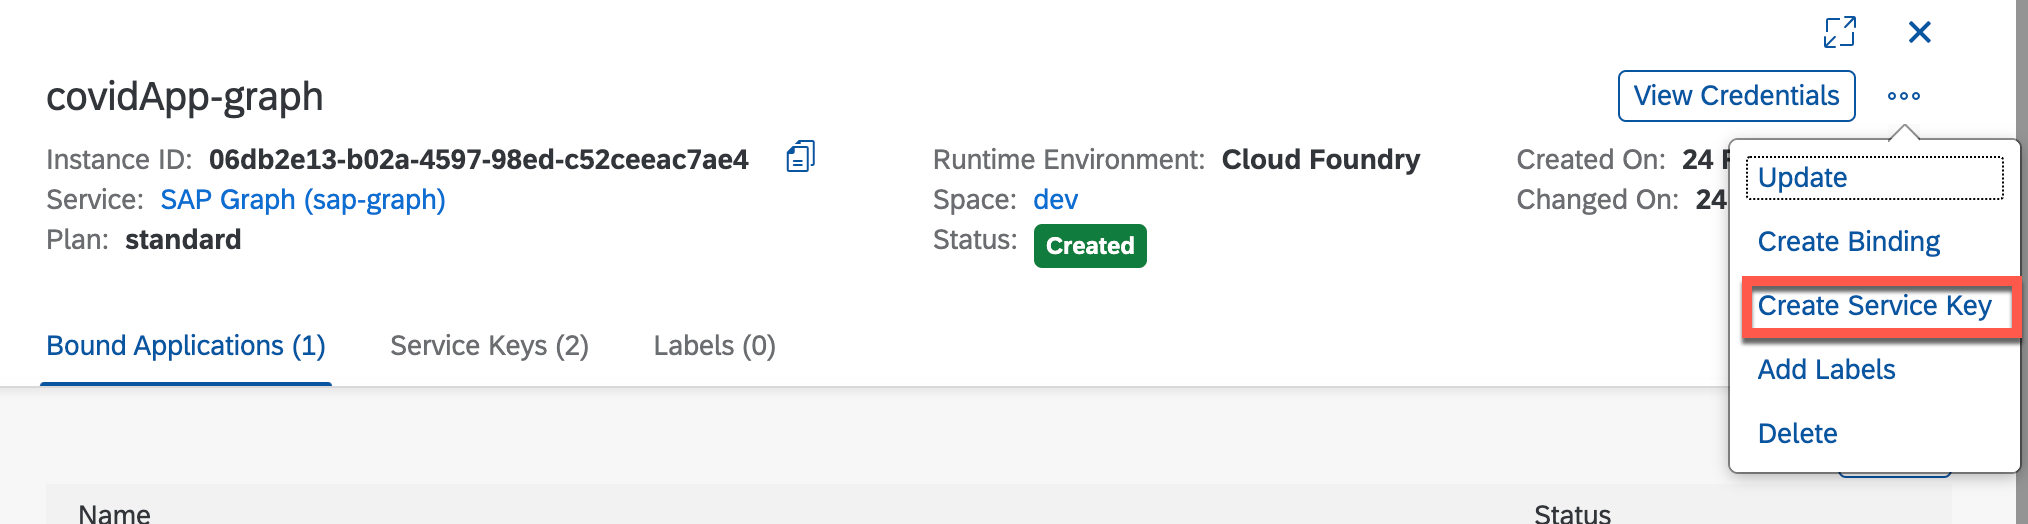 covidApp-graph
View Credentials
Instance ID: 06db2e13-b02a-4597-98ed-c52ceeac7ae4
Service: SAP Graph (sap-graph)
Plan: standard
Runtime Environment: Cloud Foundry
Space: dev
Status: Created
Created On: 24
Changed On: 24
Update
Create Binding
Create Service Key
Add Labels
Delete
Bound Applications (1)
Service Keys (2)
Labels (0)
Name
Status